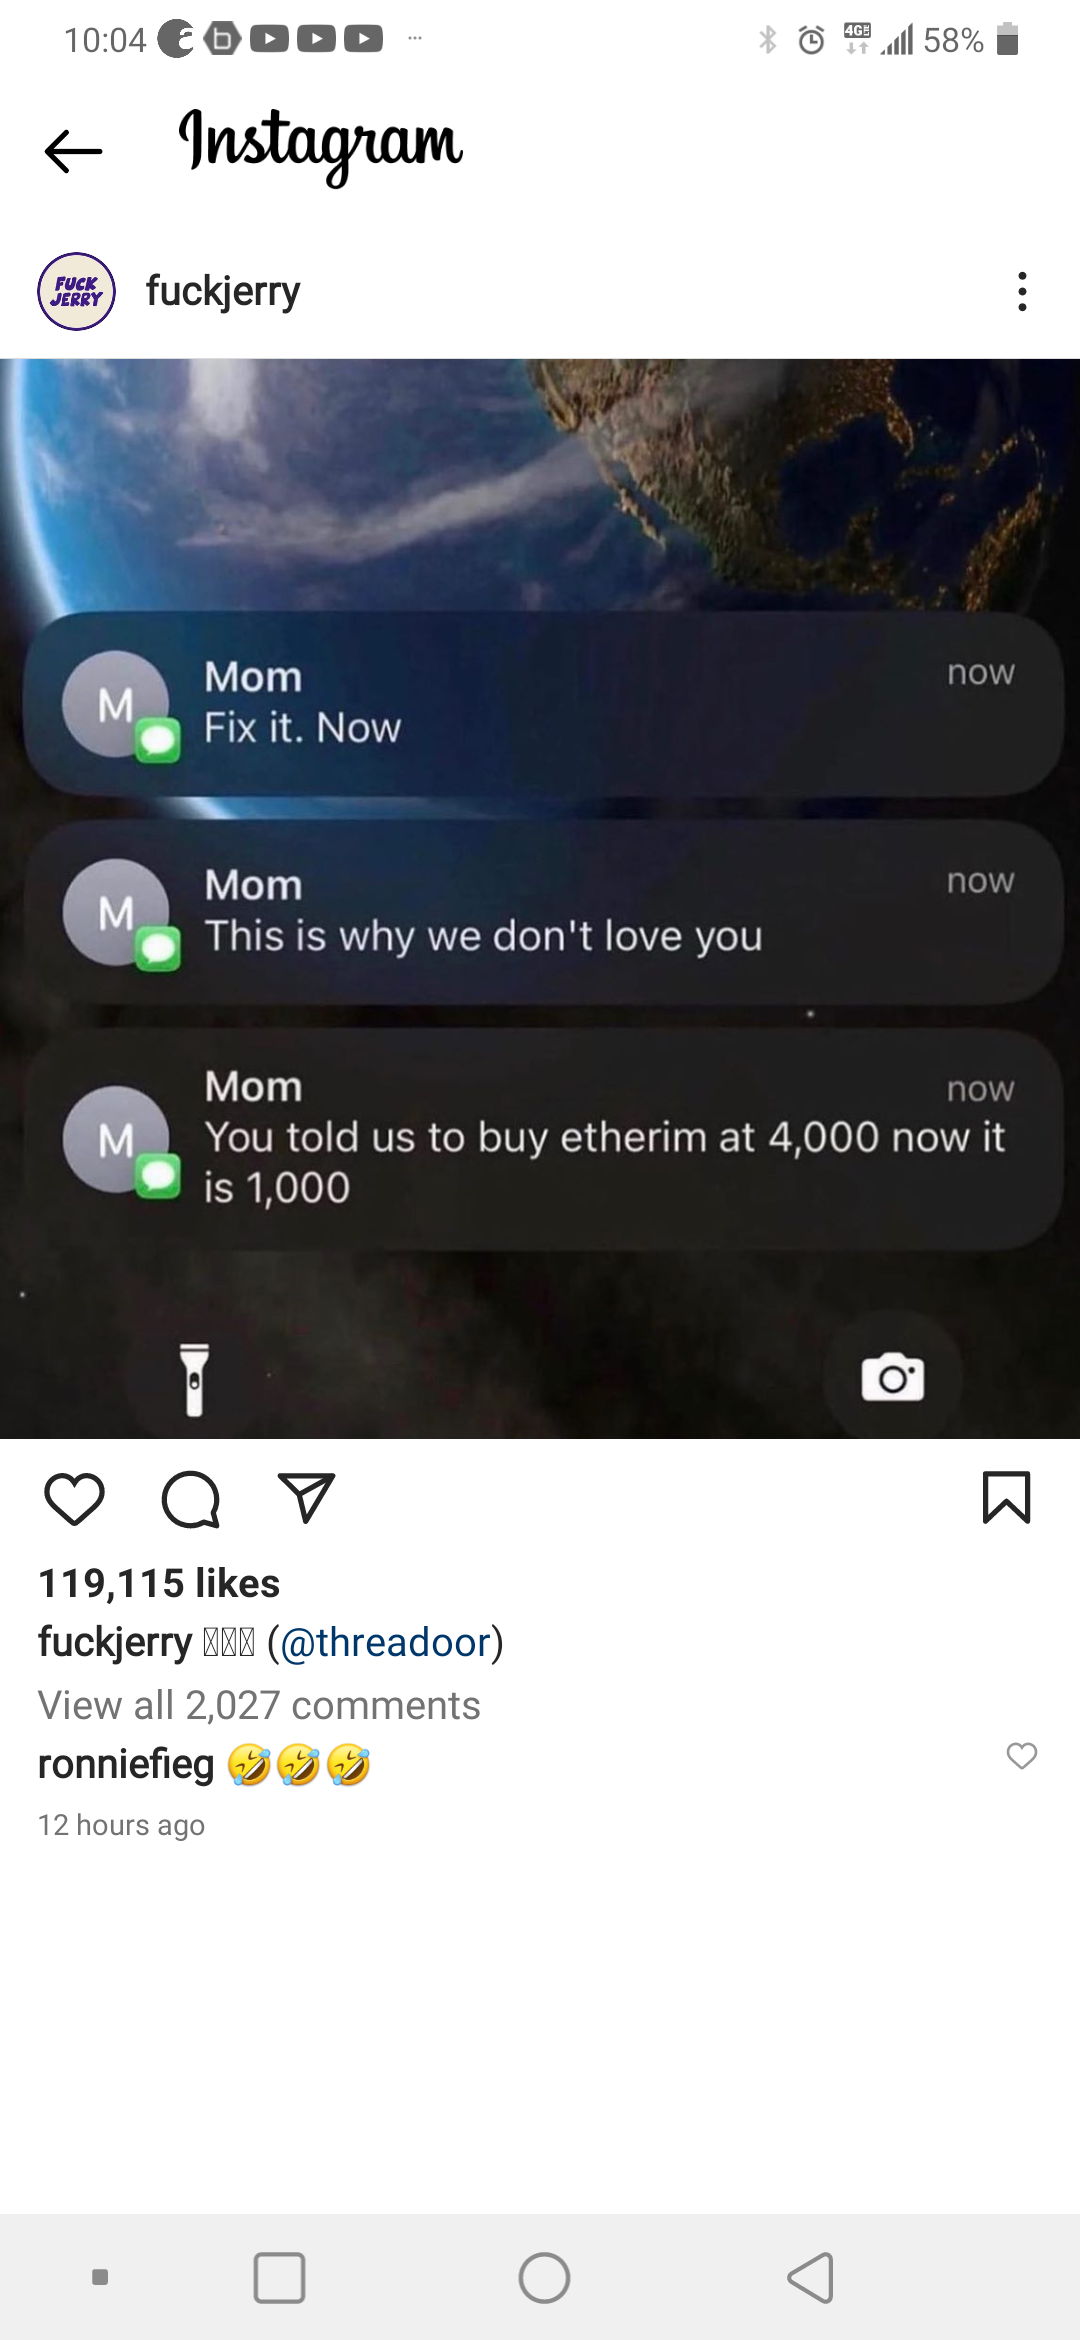 10:04 58%
Instagram
FUCK
JERRY
fuckjerry
Mom now
M
Fix it. Now
Mom now
M
This is why we don't love you
Mom now
M
You told us to buy etherim at 4,000 now it
is 1,000
119,115 likes
fuckjerry (@threadoor)
View all 2,027 comments
ronniefieg 🤣🤣🤣
12 hours ago